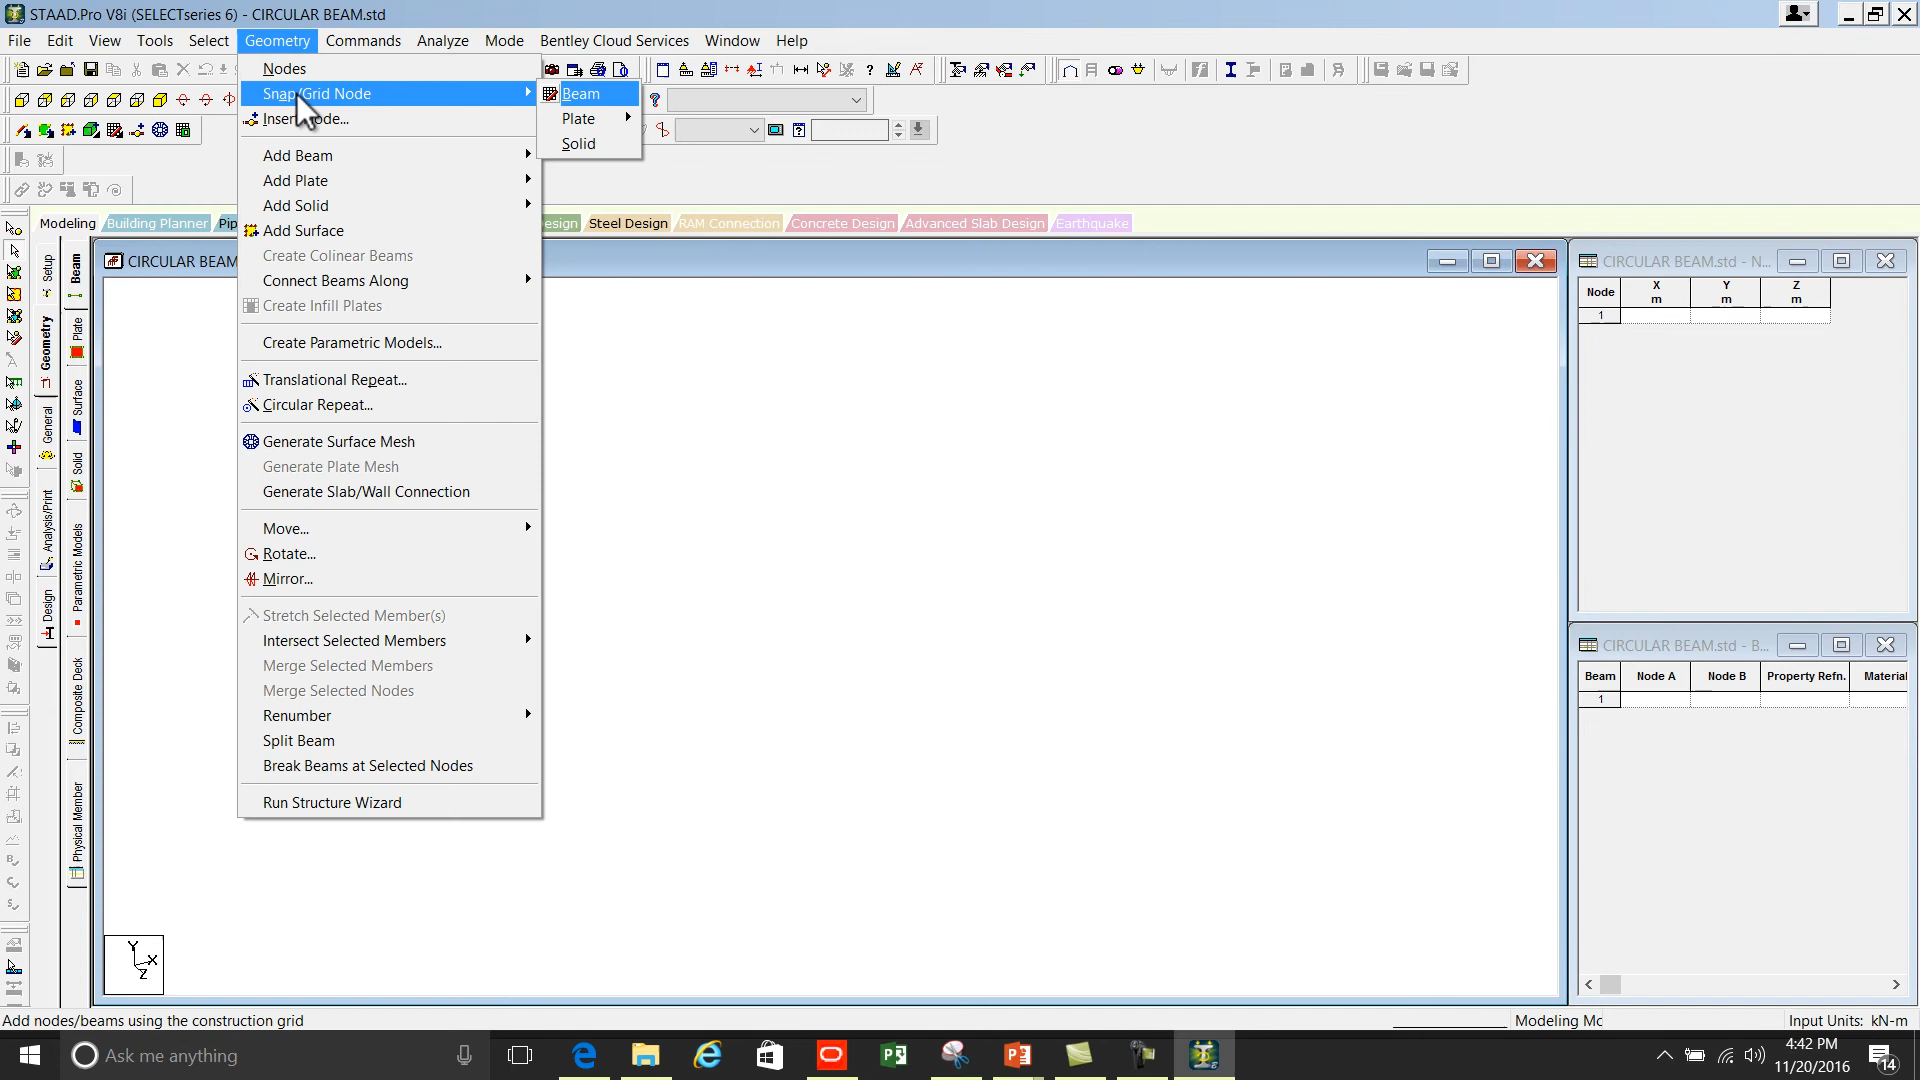 STAAD.Pro V8i (SELECTseries 6) - CIRCULAR BEAM.std
File Edit View Tools Select Geometry Commands Analyze Mode Bentley Cloud Services Window Help
Nodes
Snap/Grid Node
Insert Node...
Add Beam
Add Plate
Add Solid
Add Surface
Create Colinear Beams
Connect Beams Along
Create Infill Plates
Create Parametric Models...
Translational Repeat...
Circular Repeat...
Generate Surface Mesh
Generate Plate Mesh
Generate Slab/Wall Connection
Move...
Rotate...
Mirror...
Stretch Selected Member(s)
Intersect Selected Members
Merge Selected Members
Merge Selected Nodes
Renumber
Split Beam
Break Beams at Selected Nodes
Run Structure Wizard
Beam
Plate
Solid
Modeling Building Planner Steel Design RAM Connection Concrete Design Advanced Slab Design Earthquake
Setup
Geometry
General
Analysis/Print
Design
Beam
Plate
Surface
Solid
Parametric Models
Composite Deck
Physical Member
CIRCULAR BEAM
Y
X
Z
CIRCULAR BEAM.std - N...
Node X m Y m Z m
1
CIRCULAR BEAM.std - B...
Beam Node A Node B Property Refn. Material
1
Add nodes/beams using the construction grid
Modeling Mc
Input Units: kN-m
Ask me anything
4:42 PM
11/20/2016
14